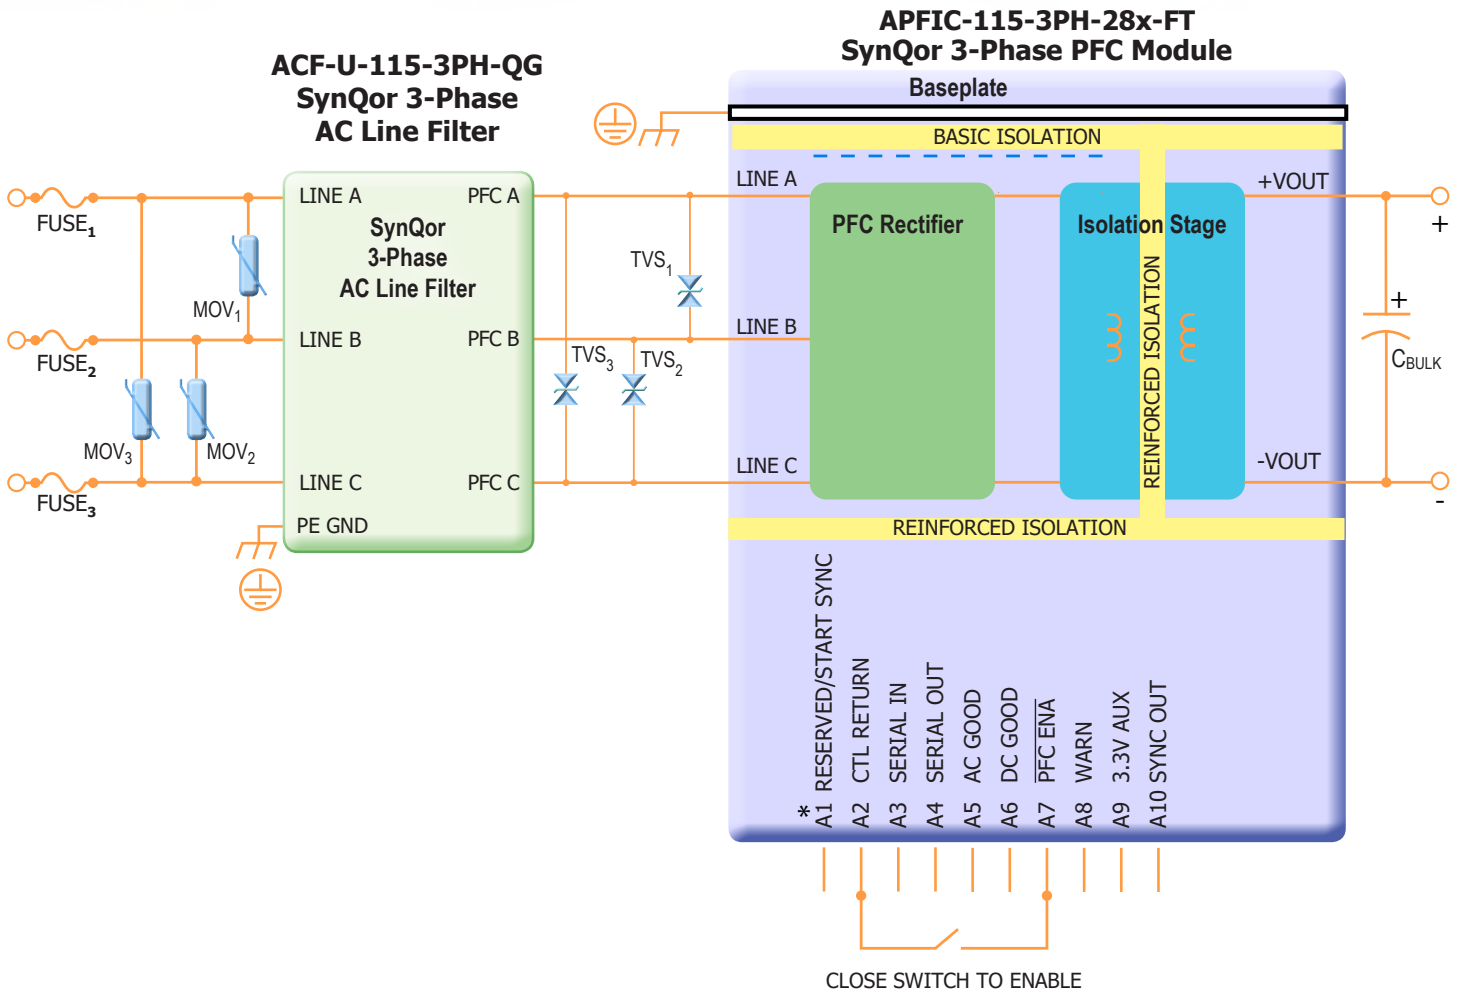 APFIC-115-3PH-28x-FT
SynQor 3-Phase PFC Module
ACF-U-115-3PH-QG
SynQor 3-Phase
AC Line Filter
Baseplate
BASIC ISOLATION
FUSE1
FUSE2
FUSE3
MOV1
MOV3
MOV2
LINE A
PFC A
SynQor
3-Phase
AC Line Filter
LINE B
PFC B
LINE C
PFC C
PE GND
TVS1
TVS3
TVS2
LINE A
LINE B
LINE C
PFC Rectifier
Isolation Stage
REINFORCED ISOLATION
+VOUT
-VOUT
+
+
CBULK
-
REINFORCED ISOLATION
*
A1 RESERVED/START SYNC
A2 CTL RETURN
A3 SERIAL IN
A4 SERIAL OUT
A5 AC GOOD
A6 DC GOOD
A7 PFC ENA
A8 WARN
A9 3.3V AUX
A10 SYNC OUT
CLOSE SWITCH TO ENABLE